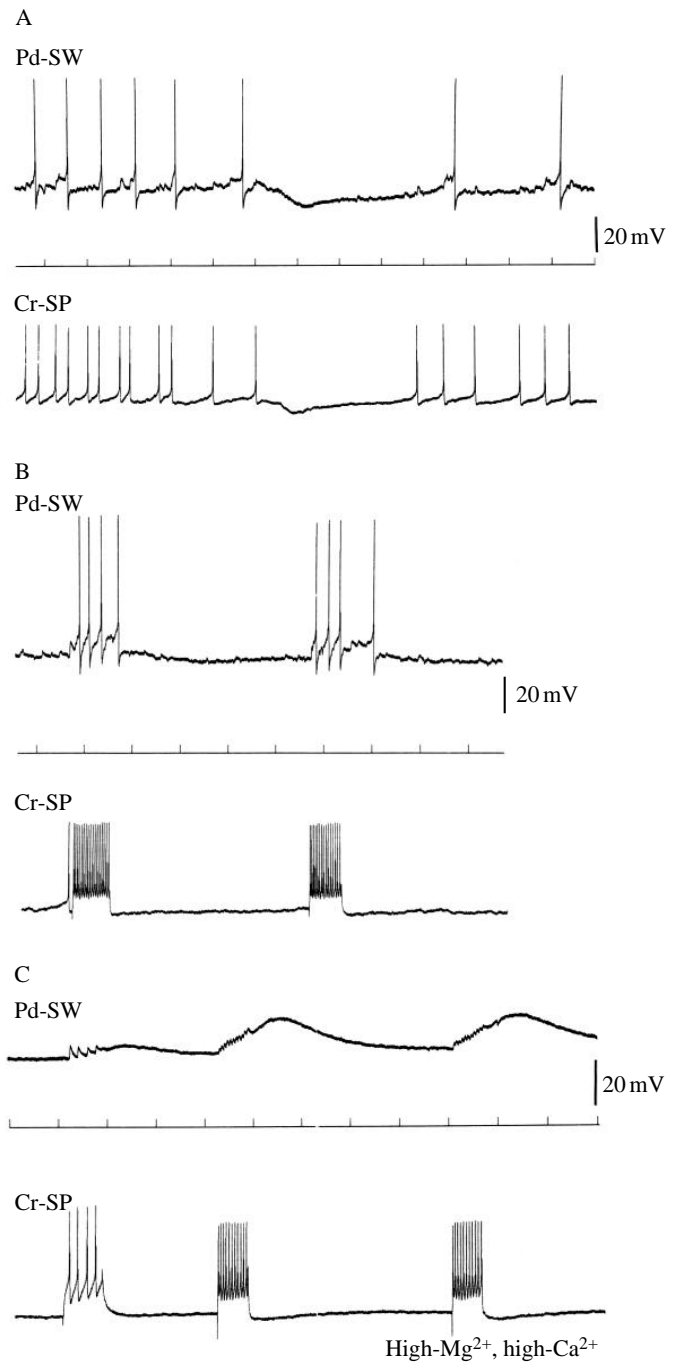 A
Pd-SW
20 mV
Cr-SP
B
Pd-SW
20 mV
Cr-SP
C
Pd-SW
20 mV
Cr-SP
High-Mg²⁺, high-Ca²⁺